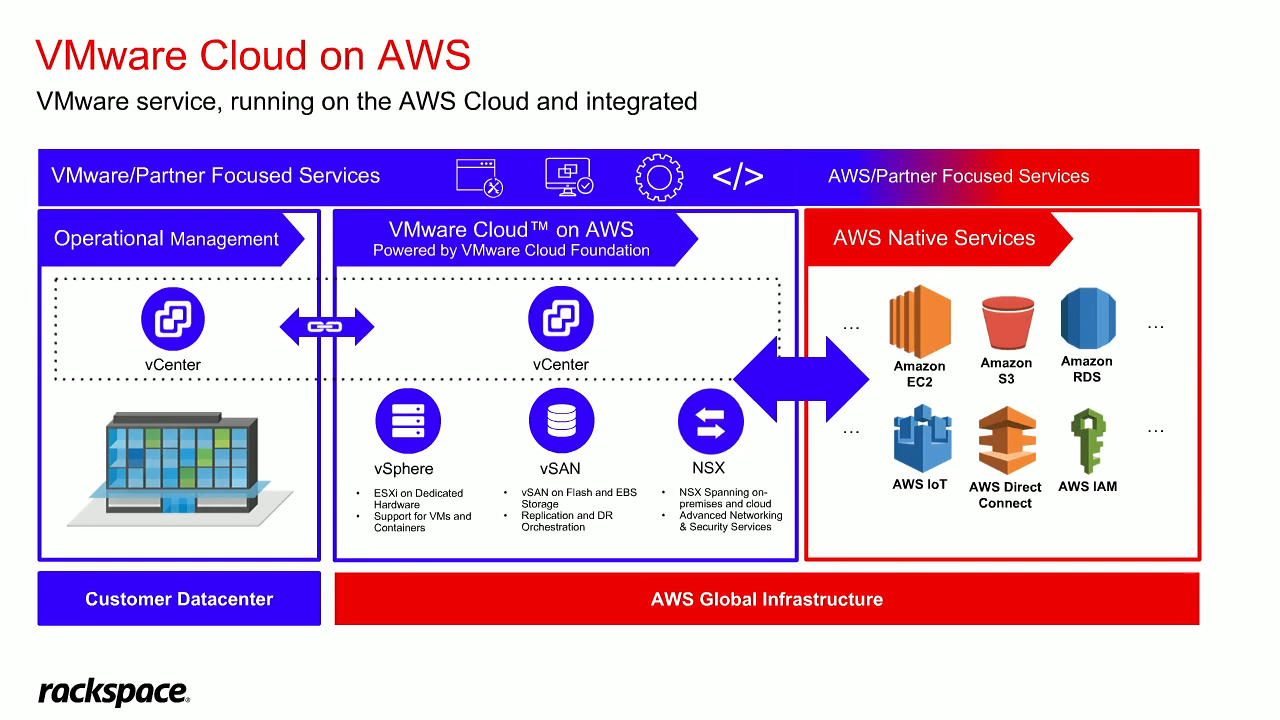 VMware Cloud on AWS
VMware service, running on the AWS Cloud and integrated
VMware/Partner Focused Services
</>
AWS/Partner Focused Services
Operational Management
VMware Cloud™ on AWS
Powered by VMware Cloud Foundation
AWS Native Services
vCenter
vCenter
...
Amazon
EC2
Amazon
S3
Amazon
RDS
...
vSphere
• ESXi on Dedicated
Hardware
• Support for VMs and
Containers
vSAN
• vSAN on Flash and EBS
Storage
• Replication and DR
Orchestration
NSX
• NSX Spanning on-
premises and cloud
• Advanced Networking
& Security Services
...
AWS IoT
AWS Direct
Connect
AWS IAM
...
Customer Datacenter
AWS Global Infrastructure
rackspace®